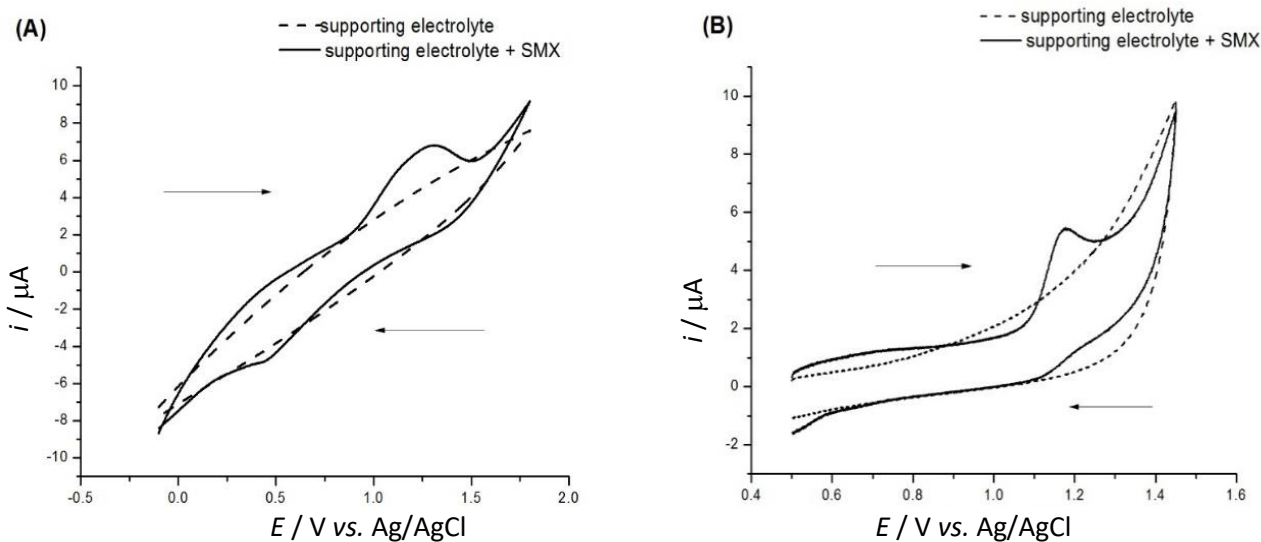 (A)
supporting electrolyte
supporting electrolyte + SMX
10
8
6
4
2
0
-2
-4
-6
-8
-10
i / μA
-0.5 0.0 0.5 1.0 1.5 2.0
E / V vs. Ag/AgCl
(B)
supporting electrolyte
supporting electrolyte + SMX
10
8
6
4
2
0
-2
i / μA
0.4 0.6 0.8 1.0 1.2 1.4 1.6
E / V vs. Ag/AgCl